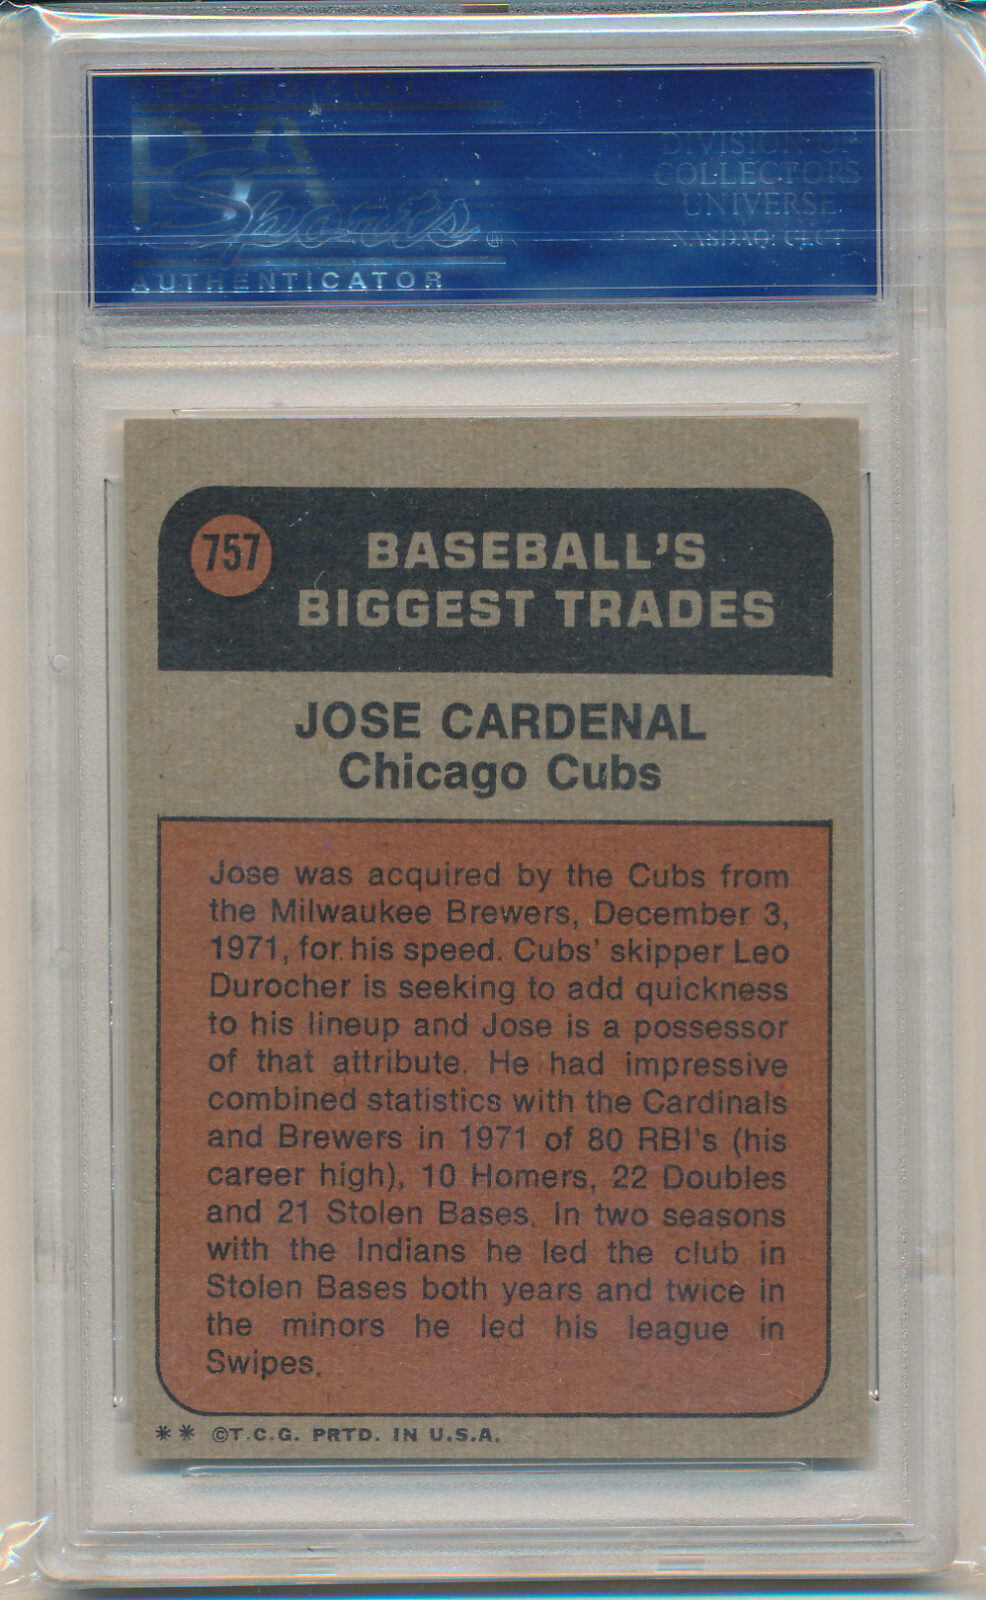 PROFESSIONAL
PSA
Sports®
AUTHENTICATOR
A
DIVISION OF
COLLECTORS
UNIVERSE
NASDAQ: CLCT
757
BASEBALL'S
BIGGEST TRADES
JOSE CARDENAL
Chicago Cubs
Jose was acquired by the Cubs from
the Milwaukee Brewers, December 3,
1971, for his speed. Cubs' skipper Leo
Durocher is seeking to add quickness
to his lineup and Jose is a possessor
of that attribute. He had impressive
combined statistics with the Cardinals
and Brewers in 1971 of 80 RBI's (his
career high), 10 Homers, 22 Doubles
and 21 Stolen Bases. In two seasons
with the Indians he led the club in
Stolen Bases both years and twice in
the minors he led his league in
Swipes.
** ©T.C.G. PRTD. IN U.S.A.